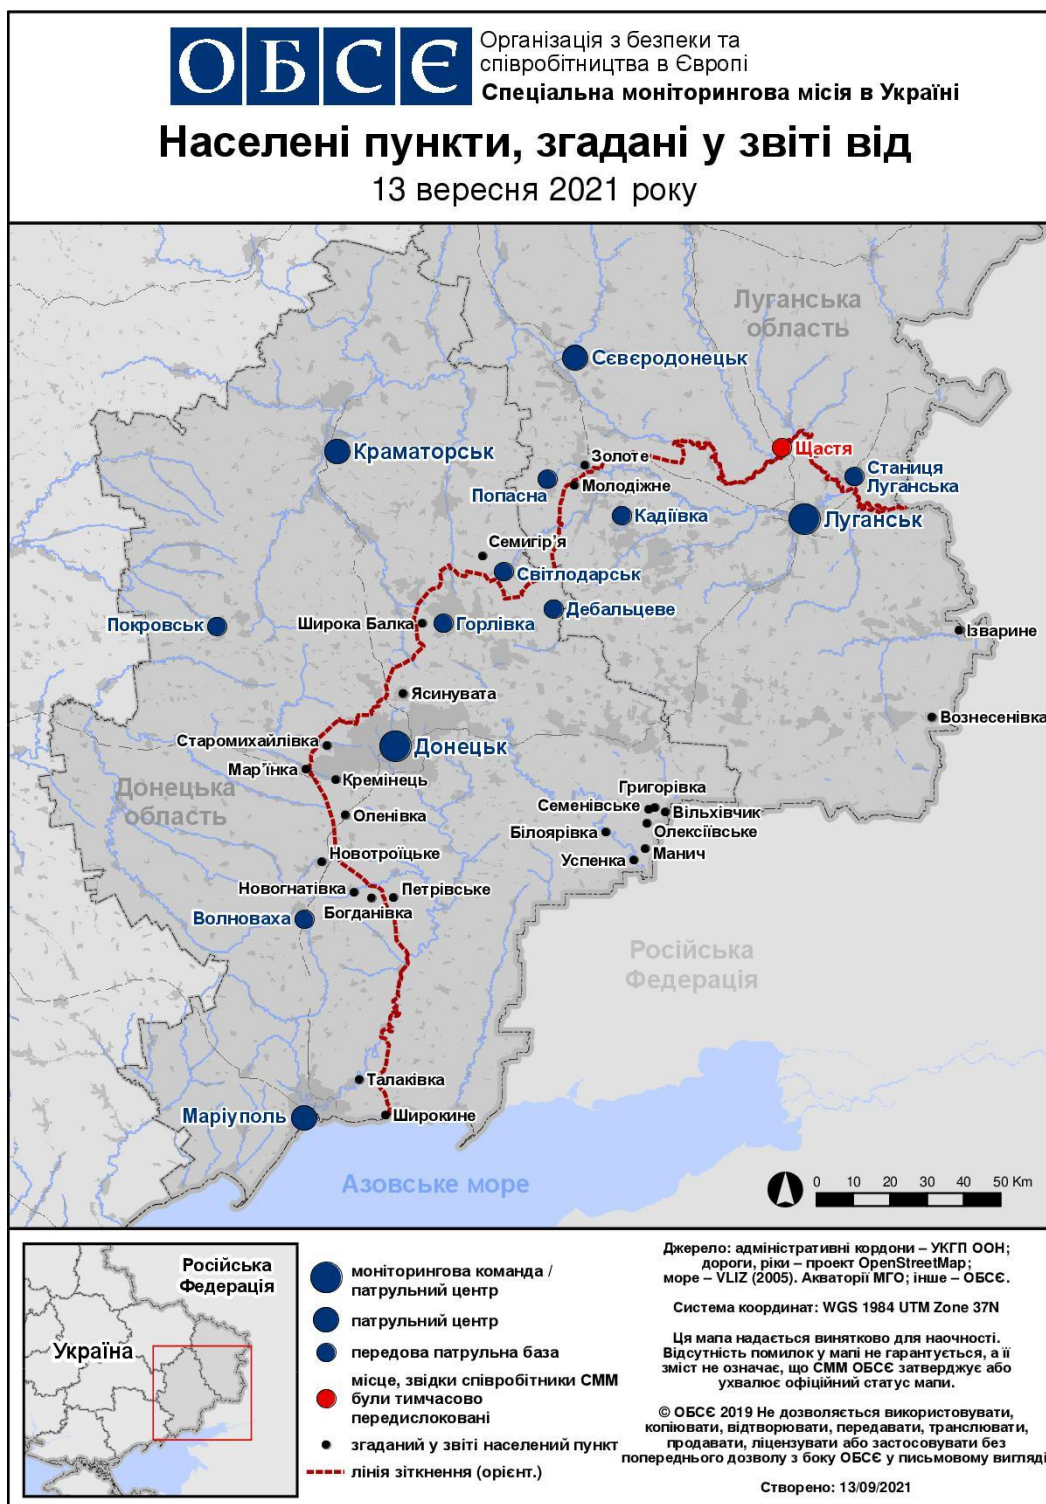 ОБСЄ
Організація з безпеки та
співробітництва в Європі
Спеціальна моніторингова місія в Україні
Населені пункти, згадані у звіті від
13 вересня 2021 року
Луганська
область
Сєвєродонецьк
Щастя
Краматорськ
Золоте
Станиця
Луганська
Попасна
Молодіжне
Кадіївка
Луганськ
Семигір'я
Світлодарськ
Дебальцеве
Покровськ
Широка Балка
Горлівка
Ізварине
Ясинувата
Вознесенівка
Старомихайлівка
Донецьк
Мар'їнка
Кремінець
Донецька
область
Григорівка
Семенівське
Вільхівчик
Оленівка
Білоярівка
Олексіївське
Манич
Успенка
Новотроїцьке
Новогнатівка
Петрівське
Богданівка
Волноваха
Російська
Федерація
Талаківка
Маріуполь
Широкине
Азовське море
0 10 20 30 40 50 Km
Російська
Федерація
Україна
моніторингова команда /
патрульний центр
патрульний центр
передова патрульна база
місце, звідки співробітники СММ
були тимчасово
передислоковані
згаданий у звіті населений пункт
лінія зіткнення (орієнт.)
Джерело: адміністративні кордони – УКГП ООН;
дороги, ріки – проект OpenStreetMap;
море – VLIZ (2005). Акваторії МГО; інше – ОБСЄ.
Система координат: WGS 1984 UTM Zone 37N
Ця мапа надається винятково для наочності.
Відсутність помилок у мапі не гарантується, а її
зміст не означає, що СММ ОБСЄ затверджує або
ухвалює офіційний статус мапи.
© ОБСЄ 2019 Не дозволяється використовувати,
копіювати, відтворювати, передавати, транслювати,
продавати, ліцензувати або застосовувати без
попереднього дозволу з боку ОБСЄ у письмовому вигляді
Створено: 13/09/2021